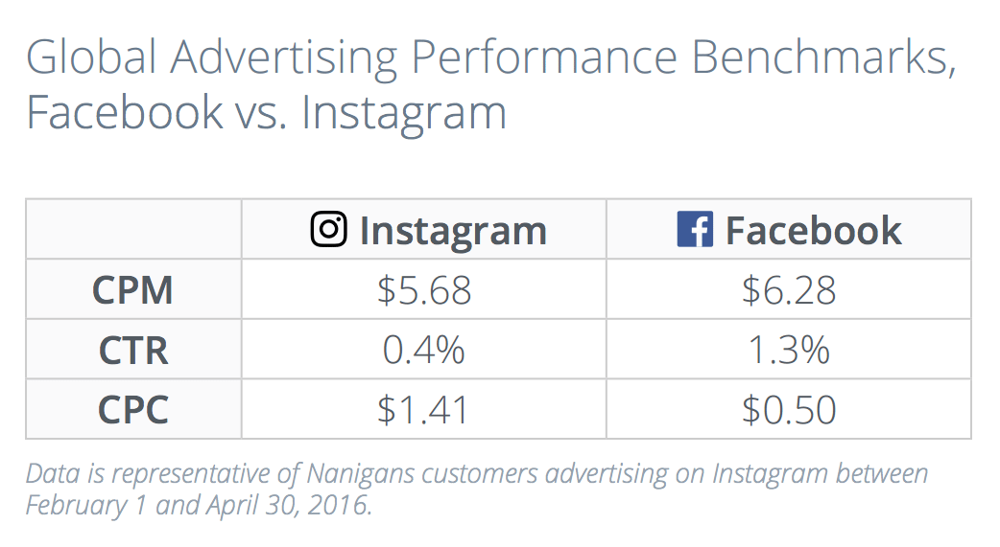 Global Advertising Performance Benchmarks,
Facebook vs. Instagram
Instagram Facebook
CPM $5.68 $6.28
CTR 0.4% 1.3%
CPC $1.41 $0.50
Data is representative of Nanigans customers advertising on Instagram between
February 1 and April 30, 2016.